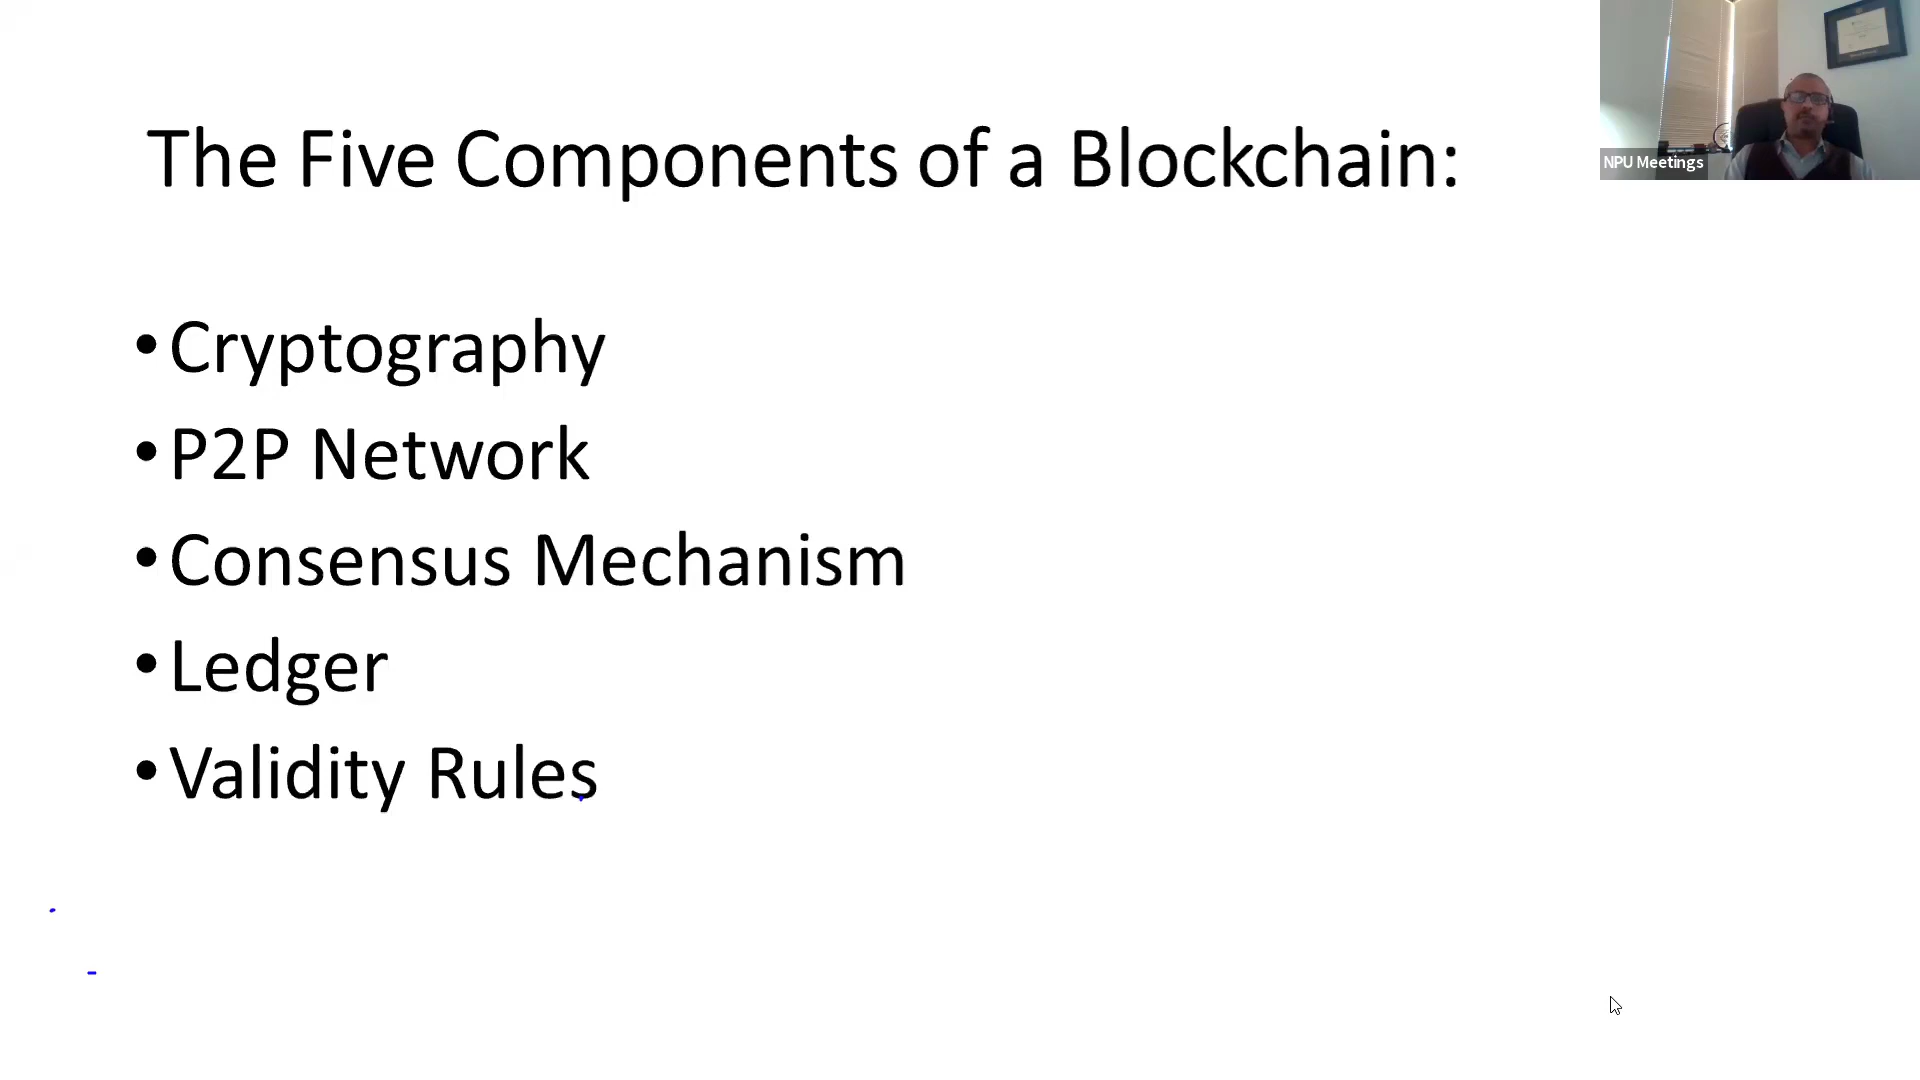 The Five Components of a Blockchain:
NPU Meetings
• Cryptography
• P2P Network
• Consensus Mechanism
• Ledger
• Validity Rules